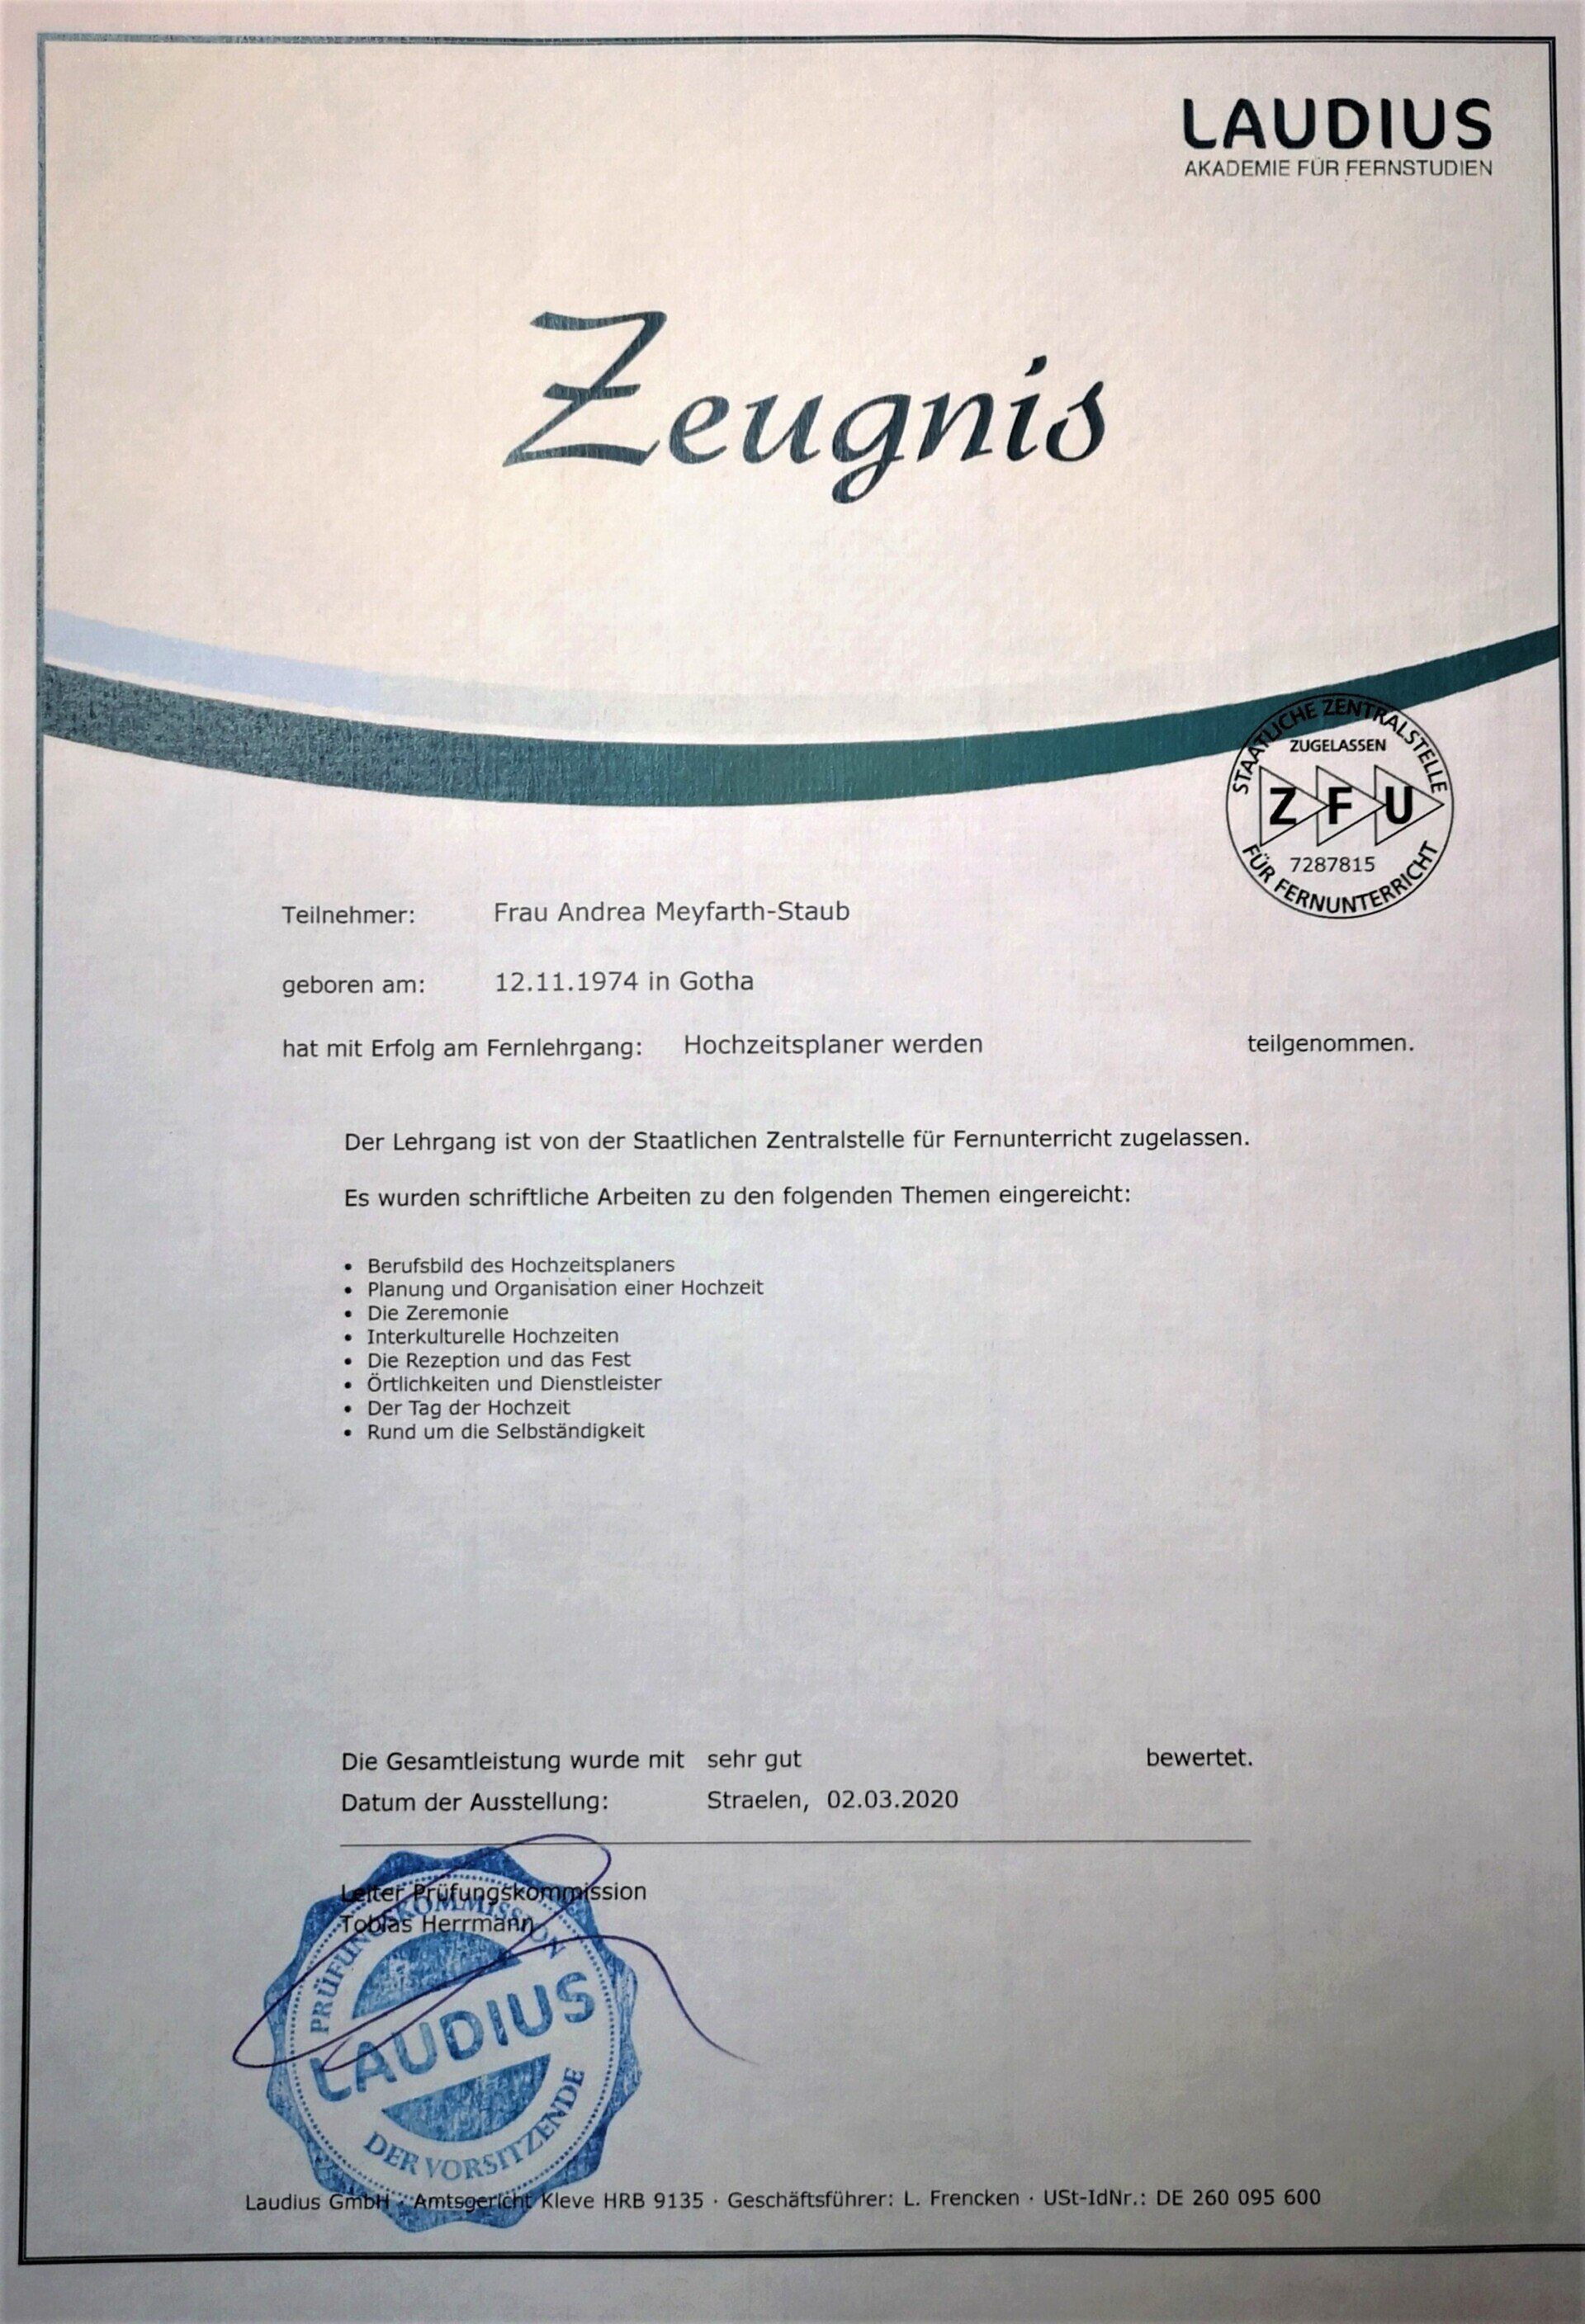 LAUDIUS
AKADEMIE FÜR FERNSTUDIEN
Zeugnis
STAATLICHE ZENTRALSTELLE
ZUGELASSEN
ZFU
7287815
FÜR FERNUNTERRICHT
Teilnehmer: Frau Andrea Meyfarth-Staub
geboren am: 12.11.1974 in Gotha
hat mit Erfolg am Fernlehrgang: Hochzeitsplaner werden teilgenommen.
Der Lehrgang ist von der Staatlichen Zentralstelle für Fernunterricht zugelassen.
Es wurden schriftliche Arbeiten zu den folgenden Themen eingereicht:
• Berufsbild des Hochzeitsplaners
• Planung und Organisation einer Hochzeit
• Die Zeremonie
• Interkulturelle Hochzeiten
• Die Rezeption und das Fest
• Örtlichkeiten und Dienstleister
• Der Tag der Hochzeit
• Rund um die Selbständigkeit
Die Gesamtleistung wurde mit sehr gut bewertet.
Datum der Ausstellung: Straelen, 02.03.2020
Leiter Prüfungskommission
Tobias Herrmann
PRÜFUNGSKOMMISSION
LAUDIUS
DER VORSITZENDE
Laudius GmbH · Amtsgericht Kleve HRB 9135 · Geschäftsführer: L. Frencken · USt-IdNr.: DE 260 095 600